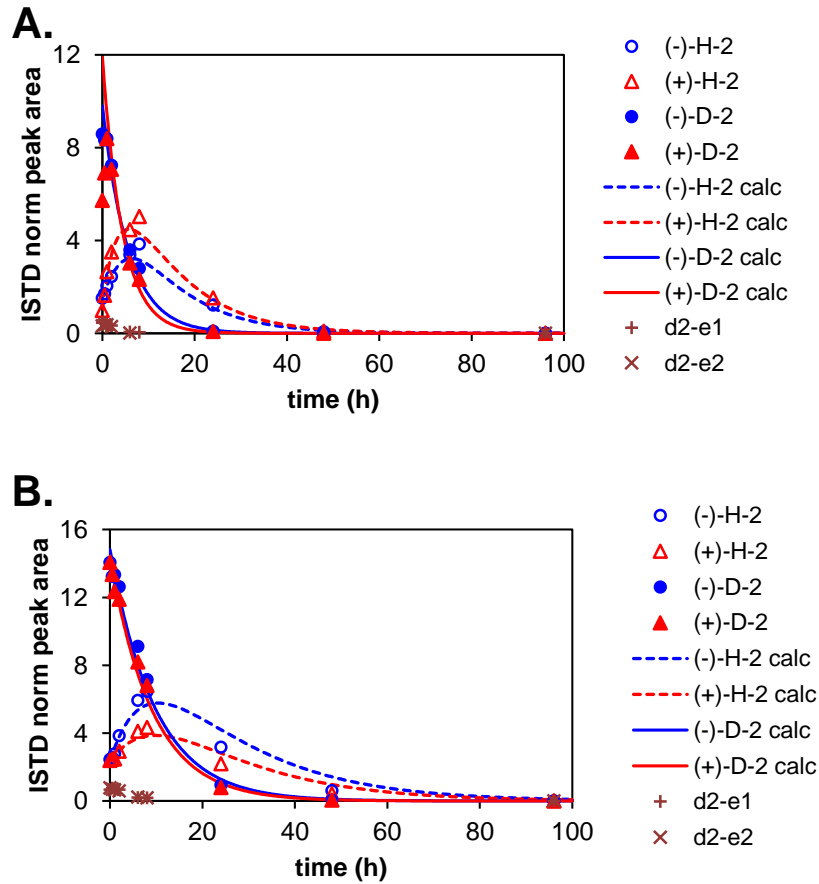 A.
ISTD norm peak area
12
8
4
0
0 20 40 60 80 100
time (h)
(-)-H-2
(+)-H-2
(-)-D-2
(+)-D-2
(-)-H-2 calc
(+)-H-2 calc
(-)-D-2 calc
(+)-D-2 calc
d2-e1
d2-e2
B.
ISTD norm peak area
16
12
8
4
0
0 20 40 60 80 100
time (h)
(-)-H-2
(+)-H-2
(-)-D-2
(+)-D-2
(-)-H-2 calc
(+)-H-2 calc
(-)-D-2 calc
(+)-D-2 calc
d2-e1
d2-e2